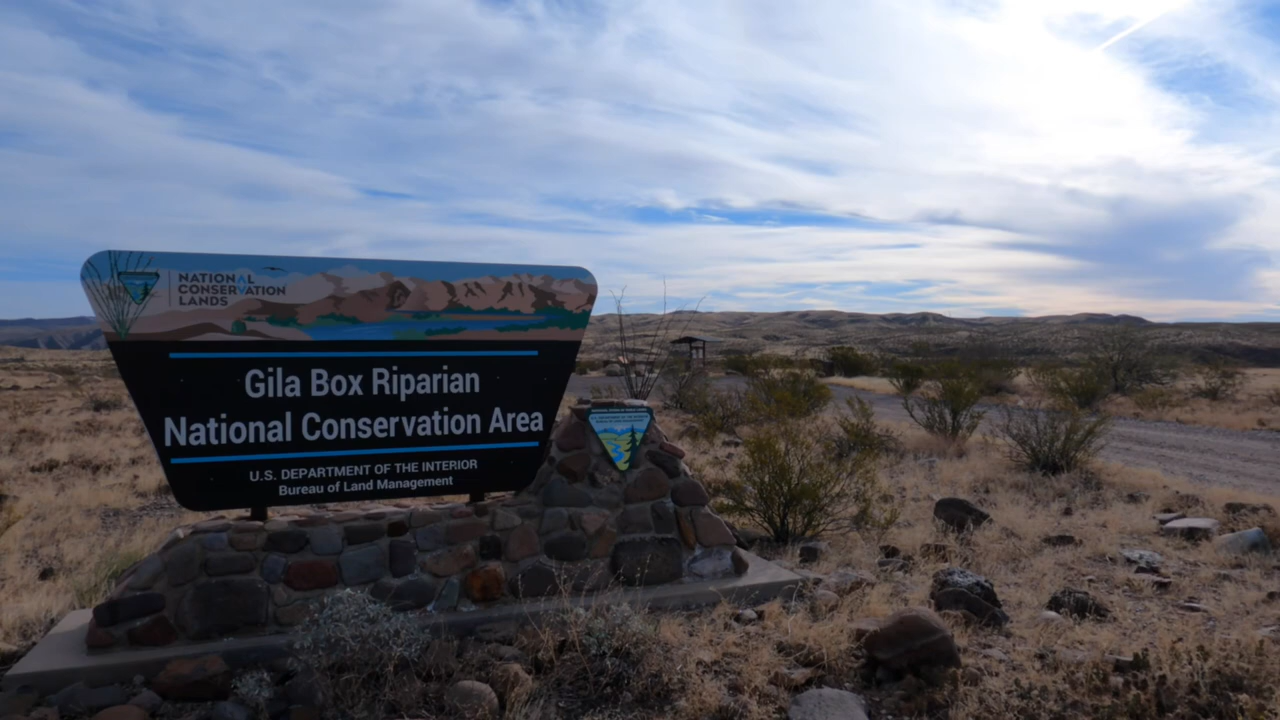 NATIONAL
CONSERVATION
LANDS
Gila Box Riparian
National Conservation Area
U.S. DEPARTMENT OF THE INTERIOR
Bureau of Land Management